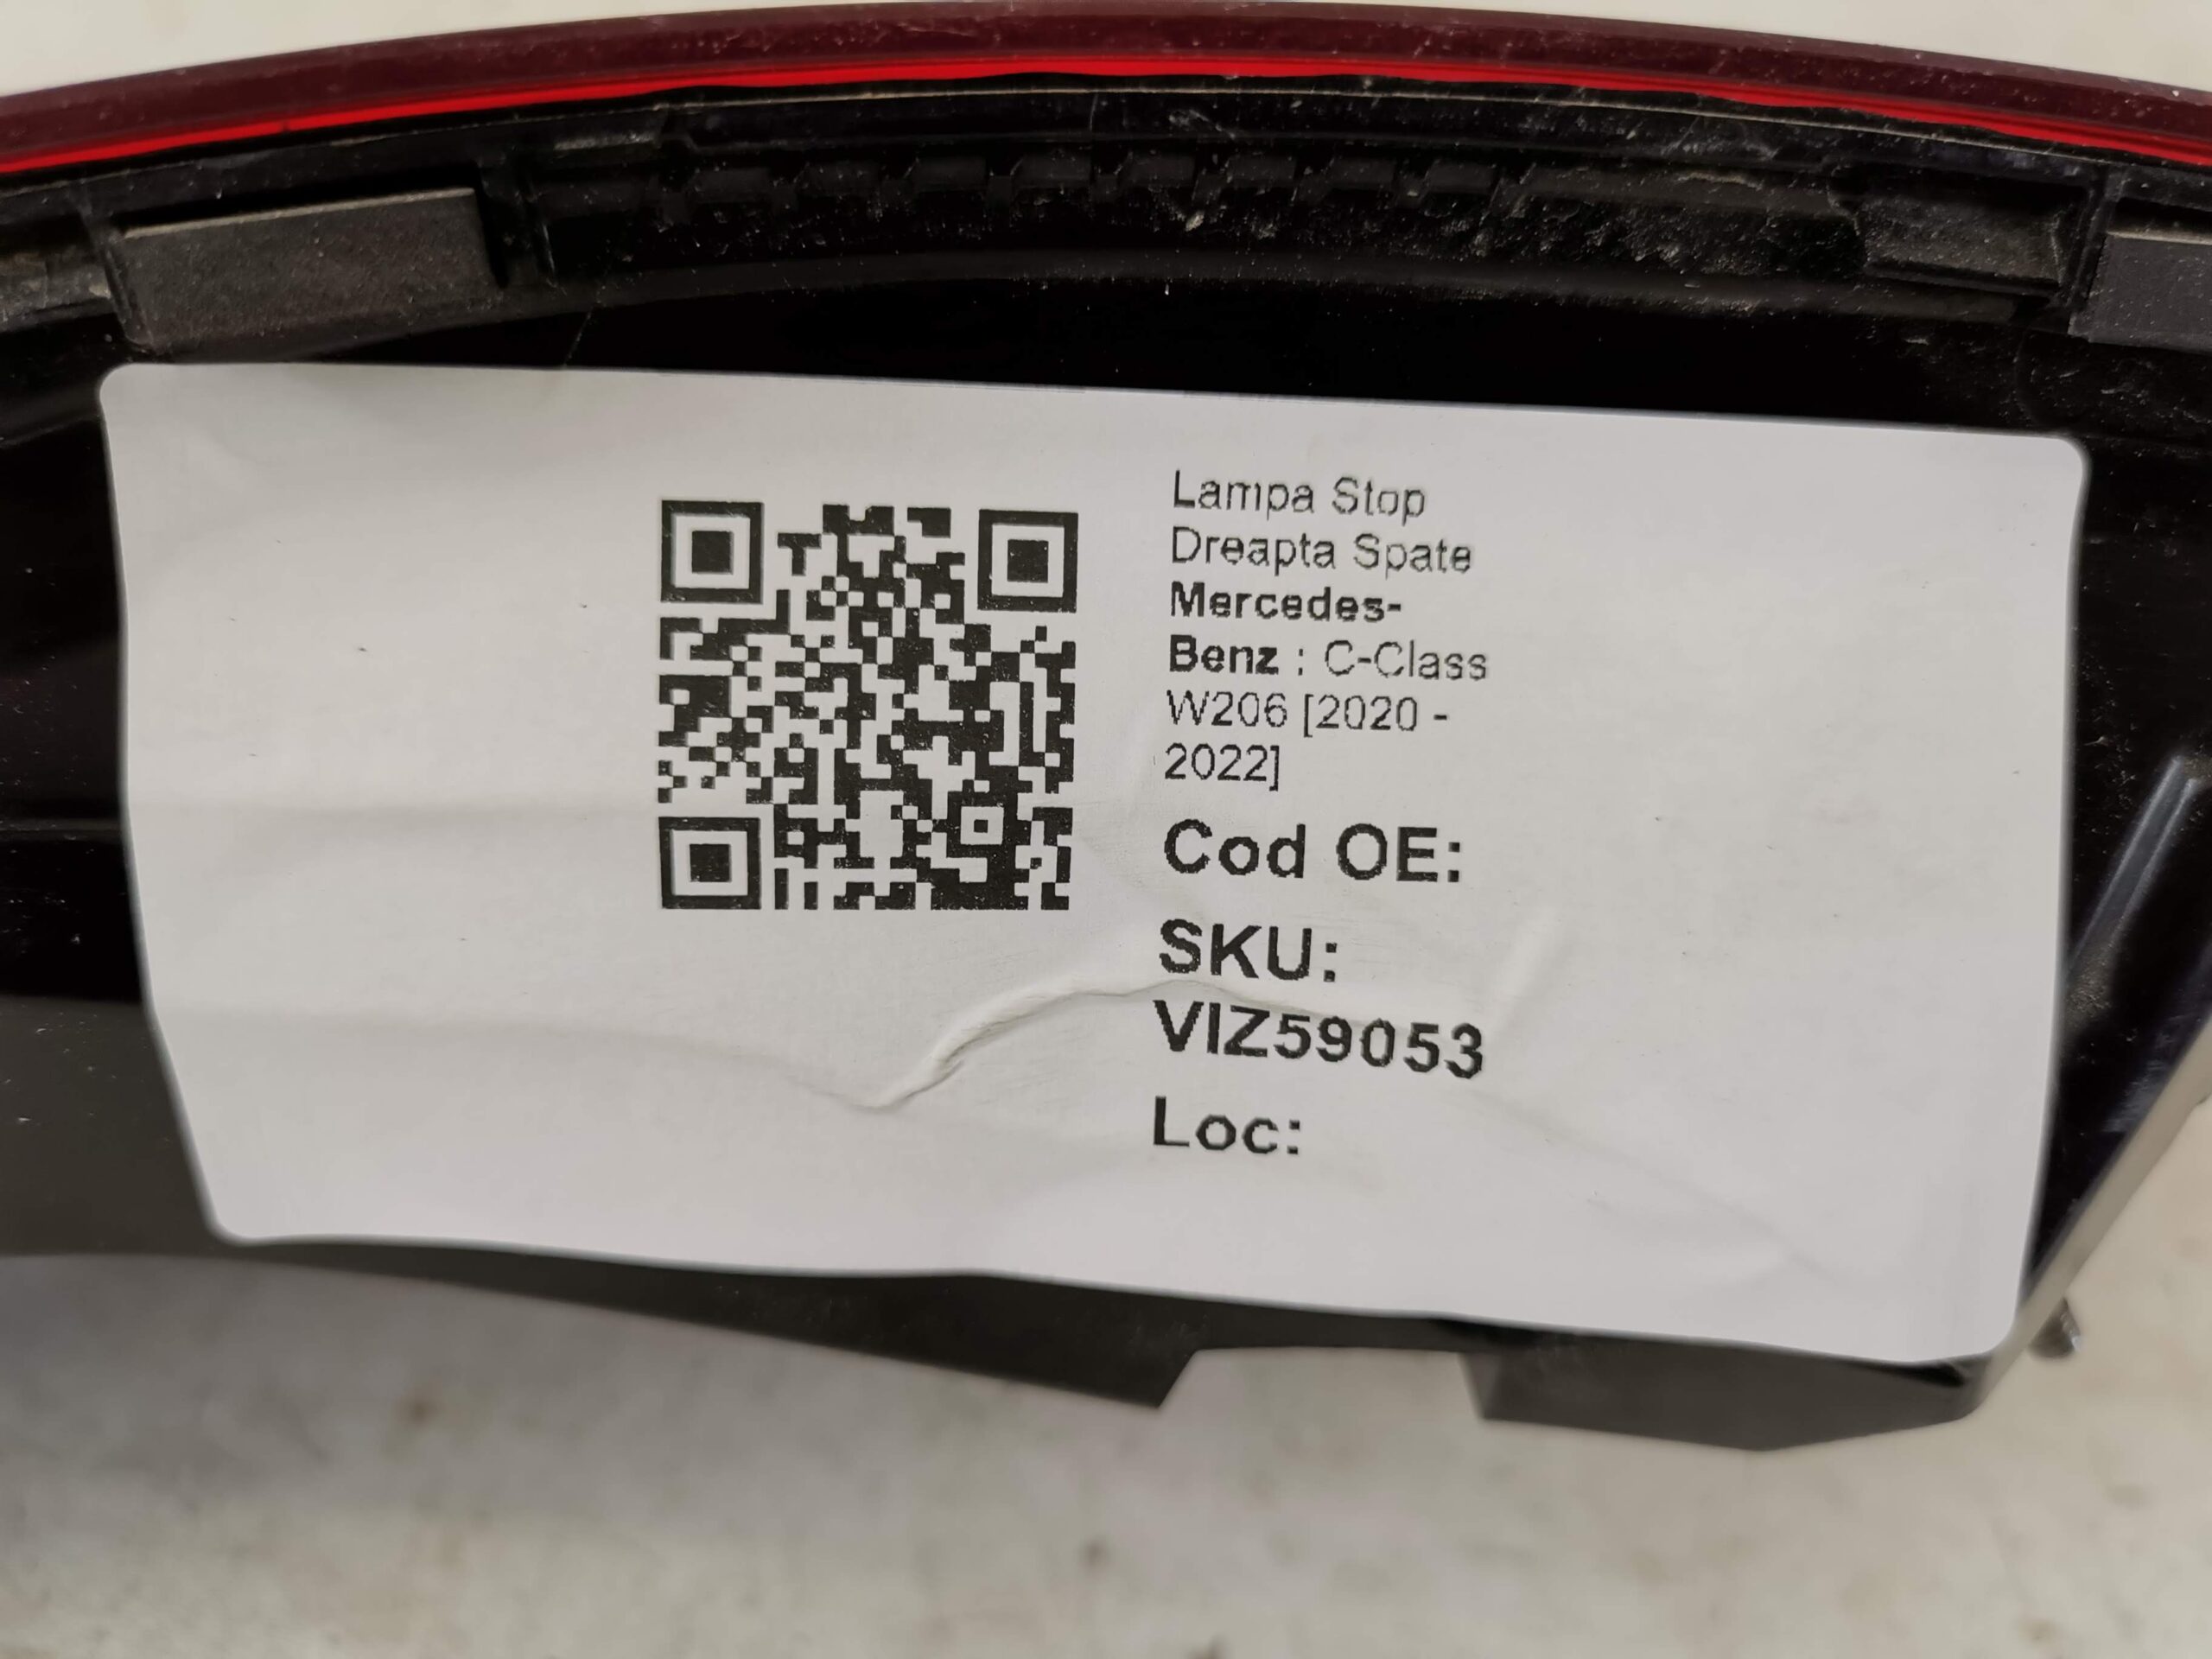 Lampa Stop
Dreapta Spate
Mercedes-
Benz : C-Class
W206 [2020 -
2022]
Cod OE:
SKU:
VIZ59053
Loc: